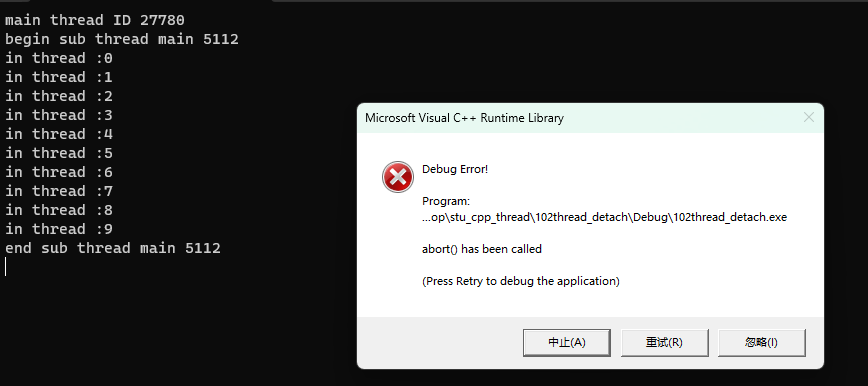 main thread ID 27780
begin sub thread main 5112
in thread :0
in thread :1
in thread :2
in thread :3
in thread :4
in thread :5
in thread :6
in thread :7
in thread :8
in thread :9
end sub thread main 5112
Microsoft Visual C++ Runtime Library
Debug Error!
Program:
...op\stu_cpp_thread\102thread_detach\Debug\102thread_detach.exe
abort() has been called
(Press Retry to debug the application)
中止(A)
重试(R)
忽略(I)